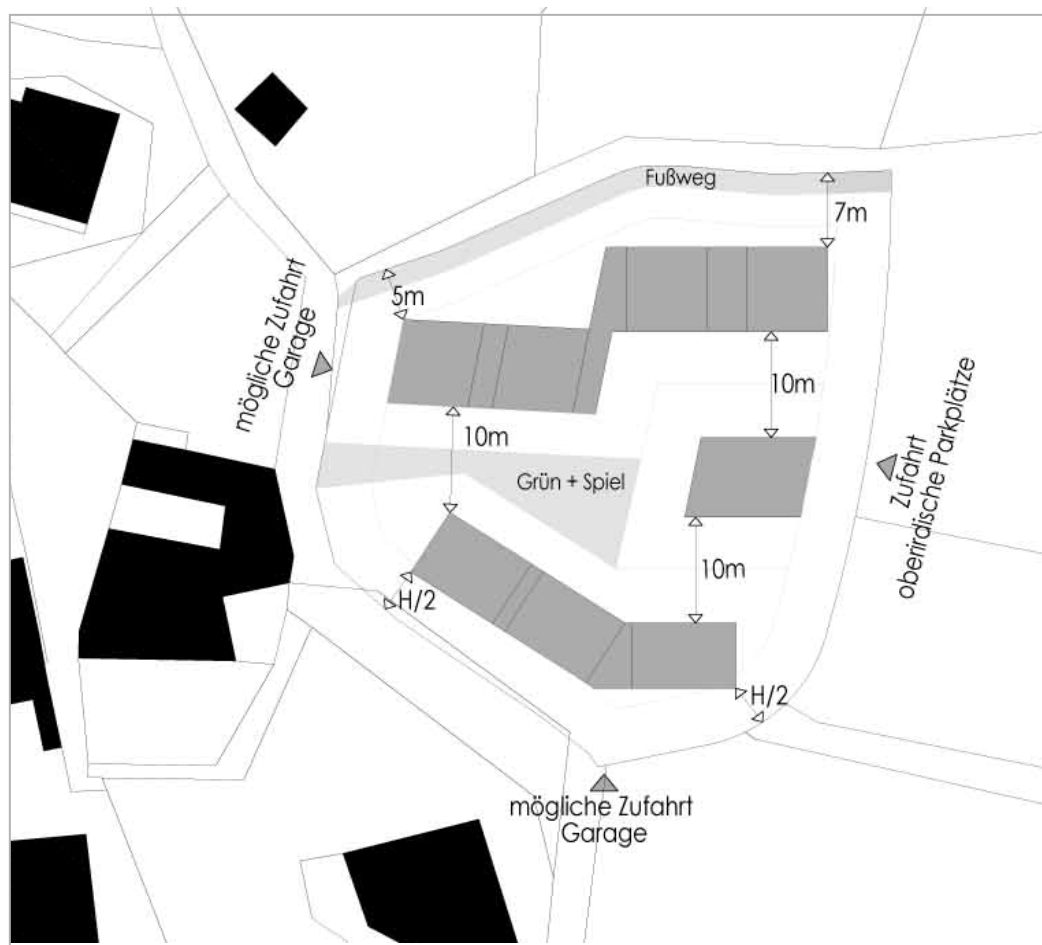 Fußweg
7m
5m
mögliche Zufahrt
Garage
10m
10m
Grün + Spiel
Zufahrt
oberirdische Parkplätze
10m
H/2
H/2
mögliche Zufahrt
Garage